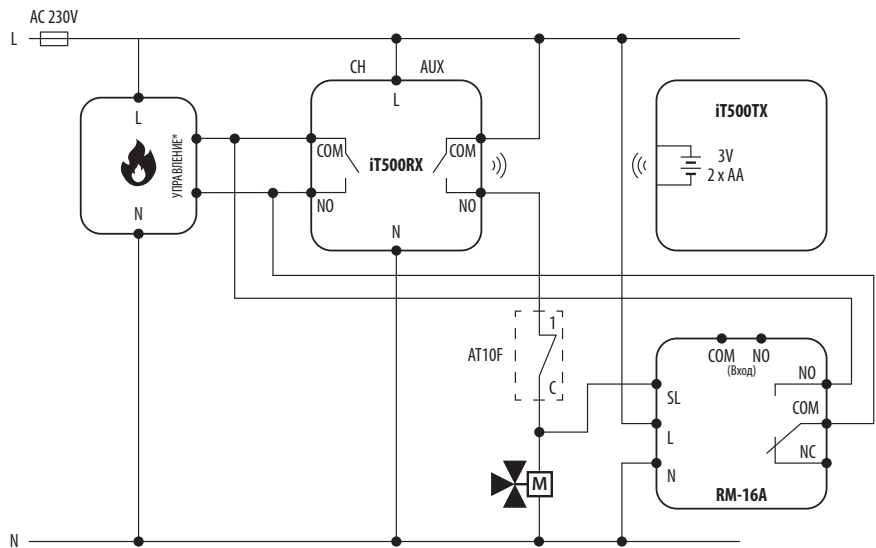 AC 230V
L
CH
AUX
L
L
iT500TX
COM
iT500RX
COM
УПРАВЛЕНИЕ*
3V
2 x AA
NO
NO
N
N
1
AT10F
C
COM
NO
(Вход)
NO
SL
COM
L
NC
N
M
RM-16A
N